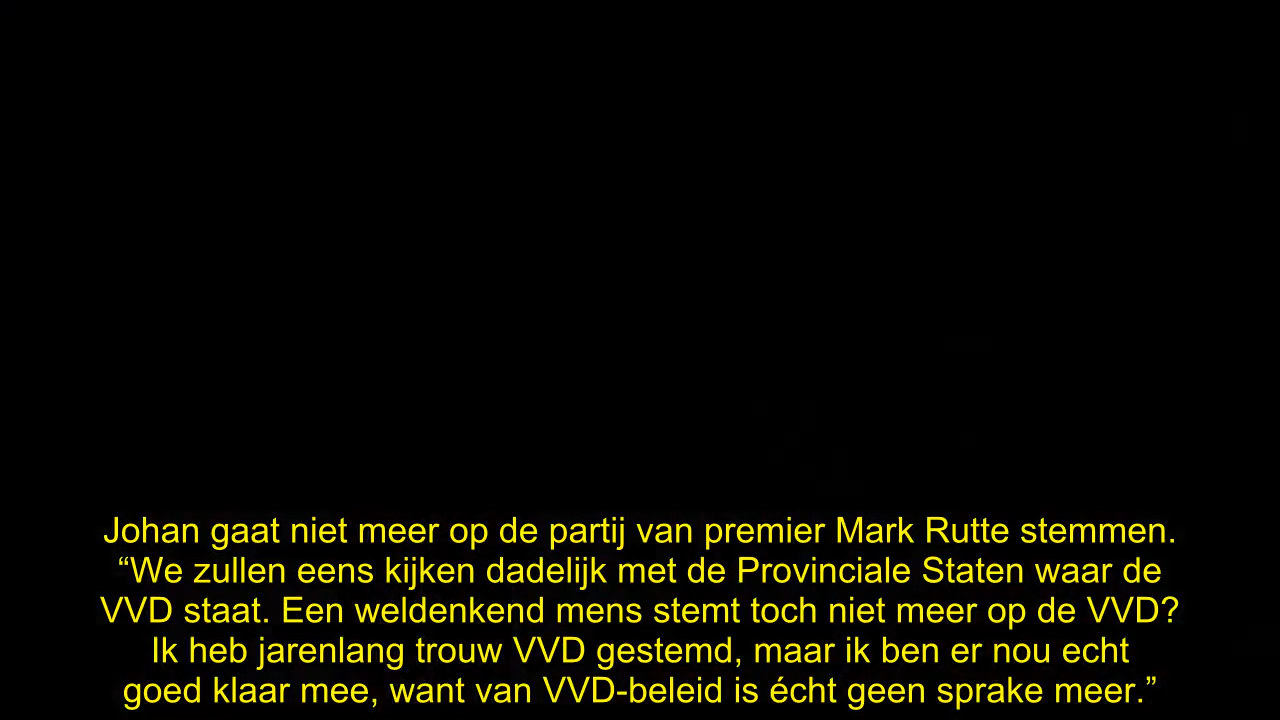 Johan gaat niet meer op de partij van premier Mark Rutte stemmen.
“We zullen eens kijken dadelijk met de Provinciale Staten waar de
VVD staat. Een weldenkend mens stemt toch niet meer op de VVD?
Ik heb jarenlang trouw VVD gestemd, maar ik ben er nou echt
goed klaar mee, want van VVD-beleid is écht geen sprake meer.”